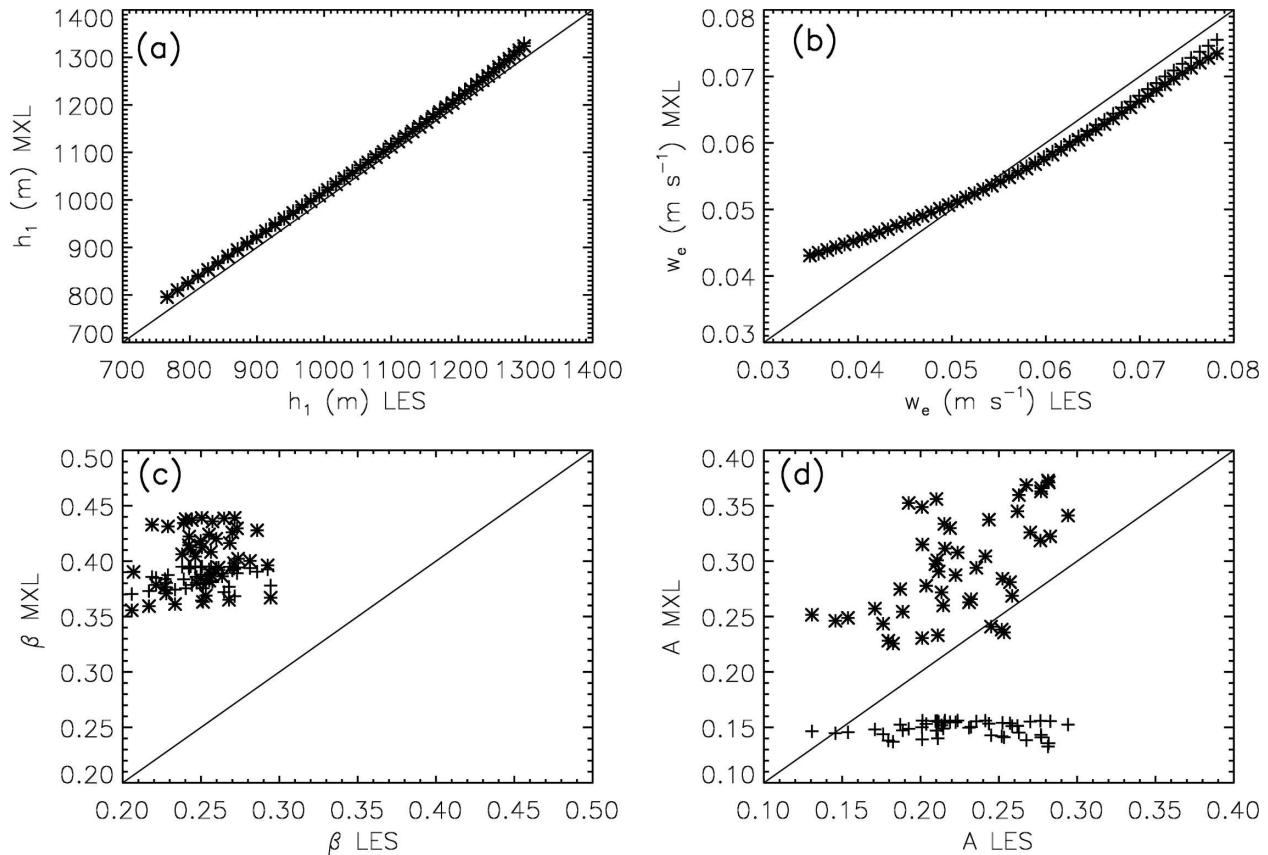 (a)
1400
1300
1200
1100
1000
900
800
700
h₁ (m) MXL
700 800 900 1000 1100 1200 1300 1400
h₁ (m) LES
(b)
0.08
0.07
0.06
0.05
0.04
0.03
wₑ (m s⁻¹) MXL
0.03 0.04 0.05 0.06 0.07 0.08
wₑ (m s⁻¹) LES
(c)
0.50
0.45
0.40
0.35
0.30
0.25
0.20
β MXL
0.20 0.25 0.30 0.35 0.40 0.45 0.50
β LES
(d)
0.40
0.35
0.30
0.25
0.20
0.15
0.10
A MXL
0.10 0.15 0.20 0.25 0.30 0.35 0.40
A LES